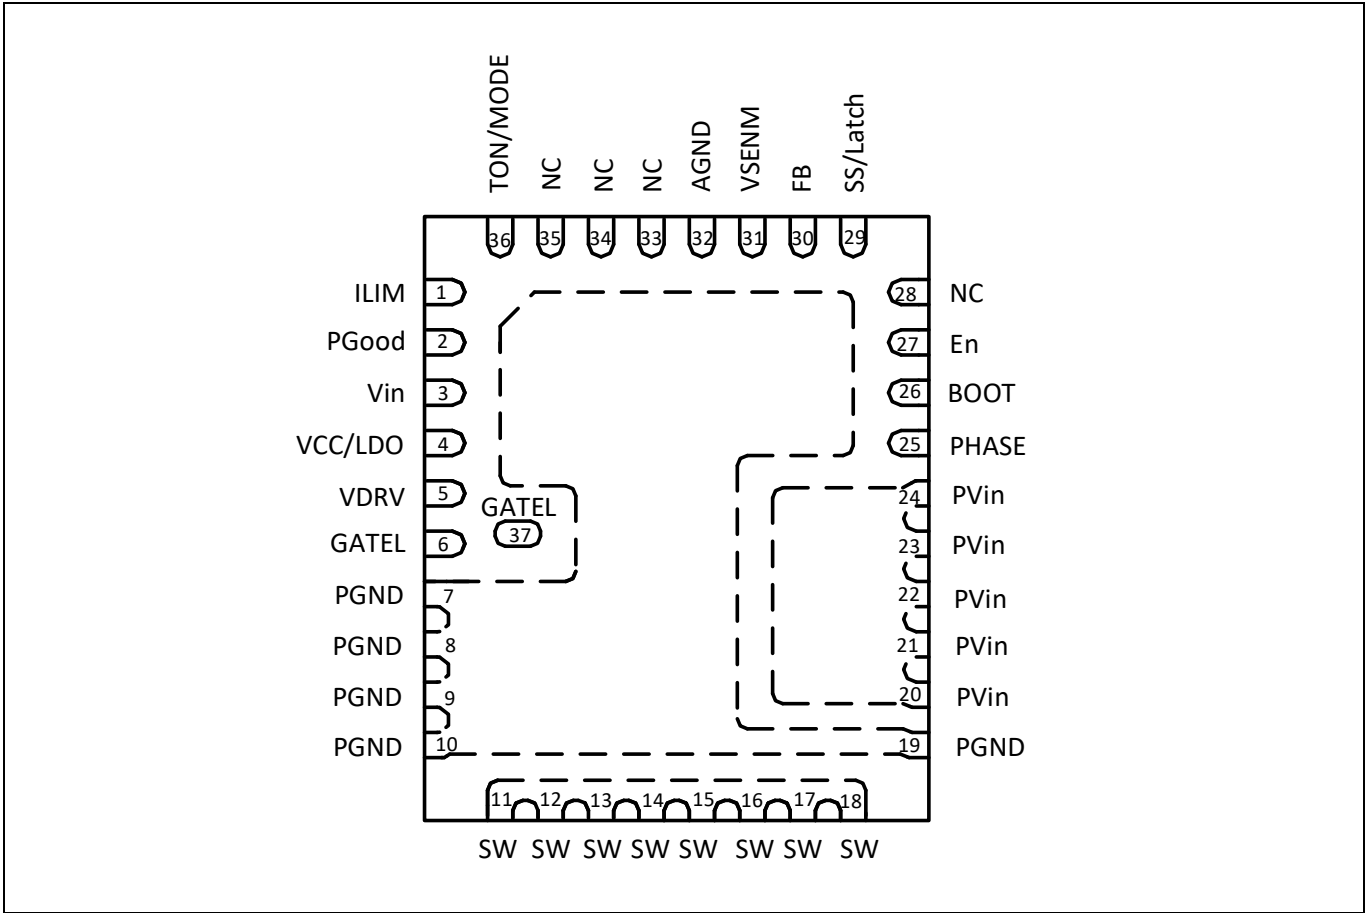 TON/MODE
NC
NC
NC
AGND
VSENM
FB
SS/Latch
36
35
34
33
32
31
30
29
ILIM 1
28 NC
PGood 2
27 En
Vin 3
26 BOOT
VCC/LDO 4
25 PHASE
VDRV 5
24 PVin
GATEL
37
GATEL 6
23 PVin
PGND 7
22 PVin
PGND 8
21 PVin
PGND 9
20 PVin
PGND 10
19 PGND
11 12 13 14 15 16 17 18
SW SW SW SW SW SW SW SW